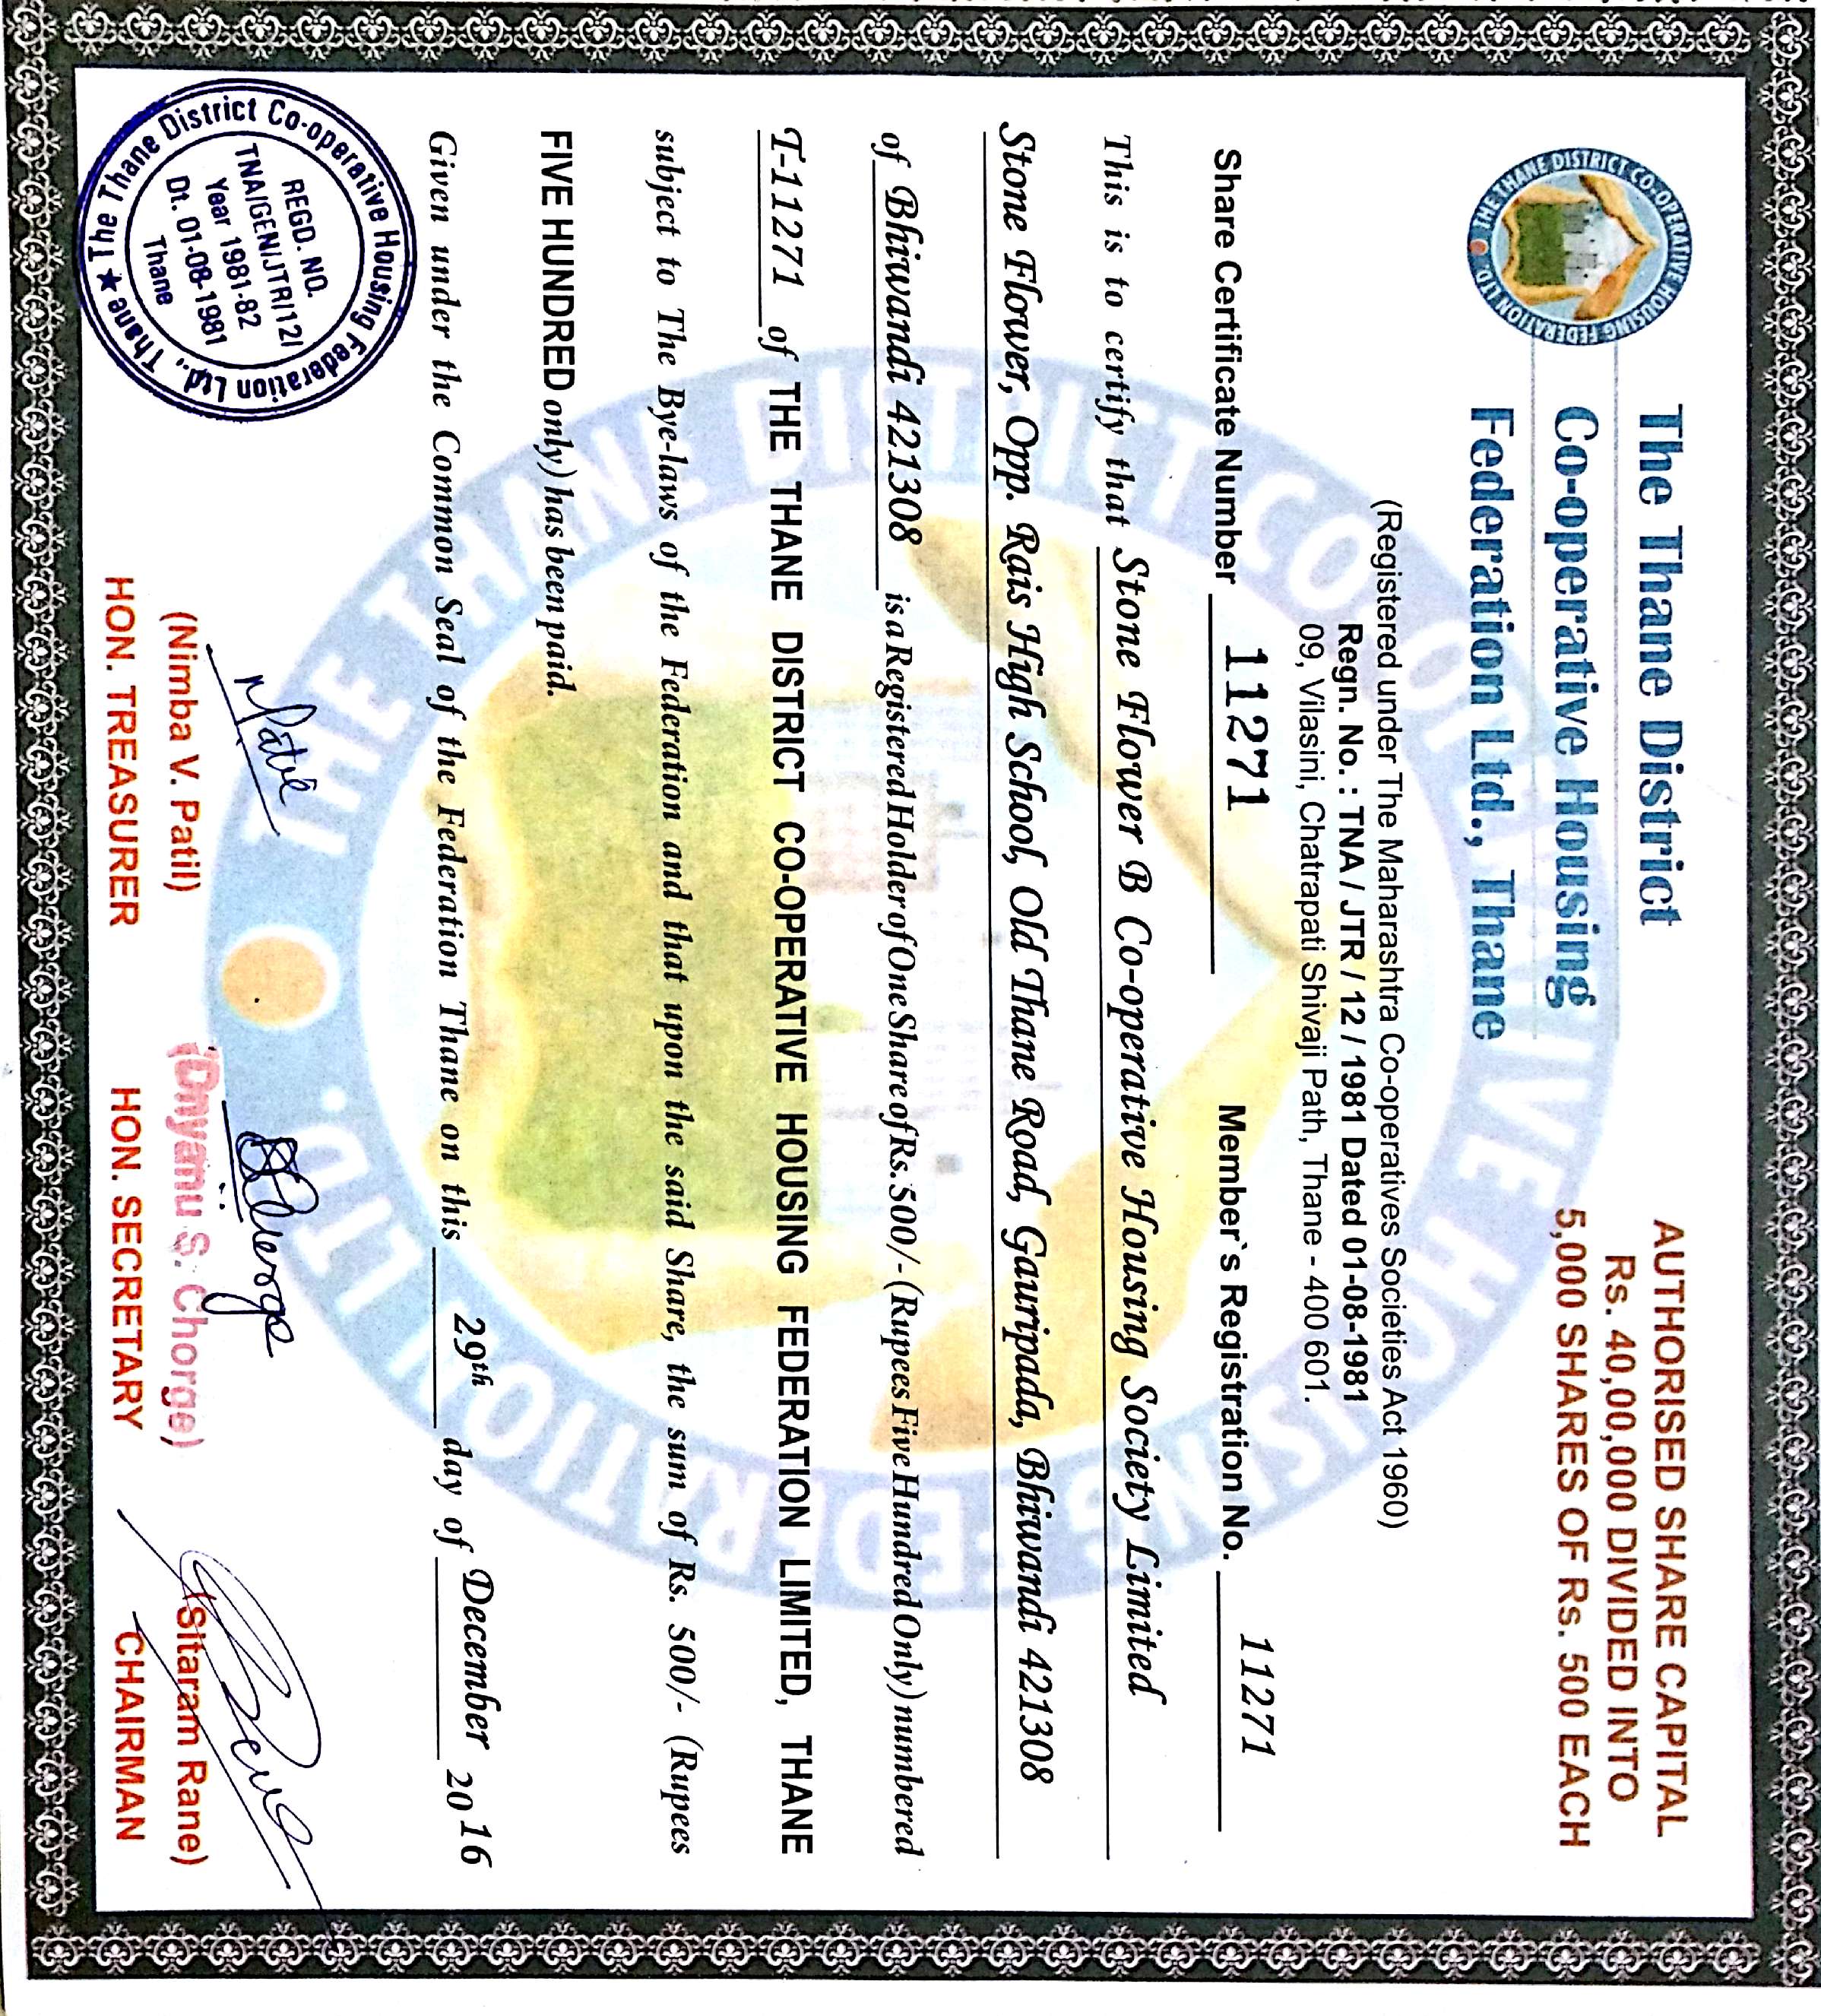 THE THANE DISTRICT CO-OPERATIVE HOUSING FEDERATION LTD.
The Thane District
Co-operative Housing
Federation Ltd., Thane
AUTHORISED SHARE CAPITAL
Rs. 40,00,000 DIVIDED INTO
5,000 SHARES OF Rs. 500 EACH
(Registered under The Maharashtra Co-operatives Societies Act 1960)
Regn. No. : TNA / JTR / 12 / 1981 Dated 01-08-1981
09, Vilasini, Chatrapati Shivaji Path, Thane - 400 601.
Share Certificate Number 11271 Member`s Registration No. 11271
This is to certify that Stone Flower B Co-operative Housing Society Limited
Stone Flower, Opp. Rais High School, Old Thane Road, Gauripada, Bhiwandi 421308
of Bhiwandi 421308 is a Registered Holder of One Share of Rs. 500/- (Rupees Five Hundred Only) numbered
T-11271 of THE THANE DISTRICT CO-OPERATIVE HOUSING FEDERATION LIMITED, THANE
subject to The Bye-laws of the Federation and that upon the said Share, the sum of Rs. 500/- (Rupees
FIVE HUNDRED only) has been paid.
Given under the Common Seal of the Federation Thane on this 29th day of December 2016
The Thane District Co-operative Housing Federation Ltd., Thane ★
REGD. NO.
TNA/GEN/JTR/12/
Year 1981-82
Dt. 01-08-1981
Thane
(Nimba V. Patil)
HON. TREASURER
(Dnyanu S. Chorge)
HON. SECRETARY
(Sitaram Rane)
CHAIRMAN
THE THANE DISTRICT CO-OPERATIVE HOUSING FEDERATION LTD.